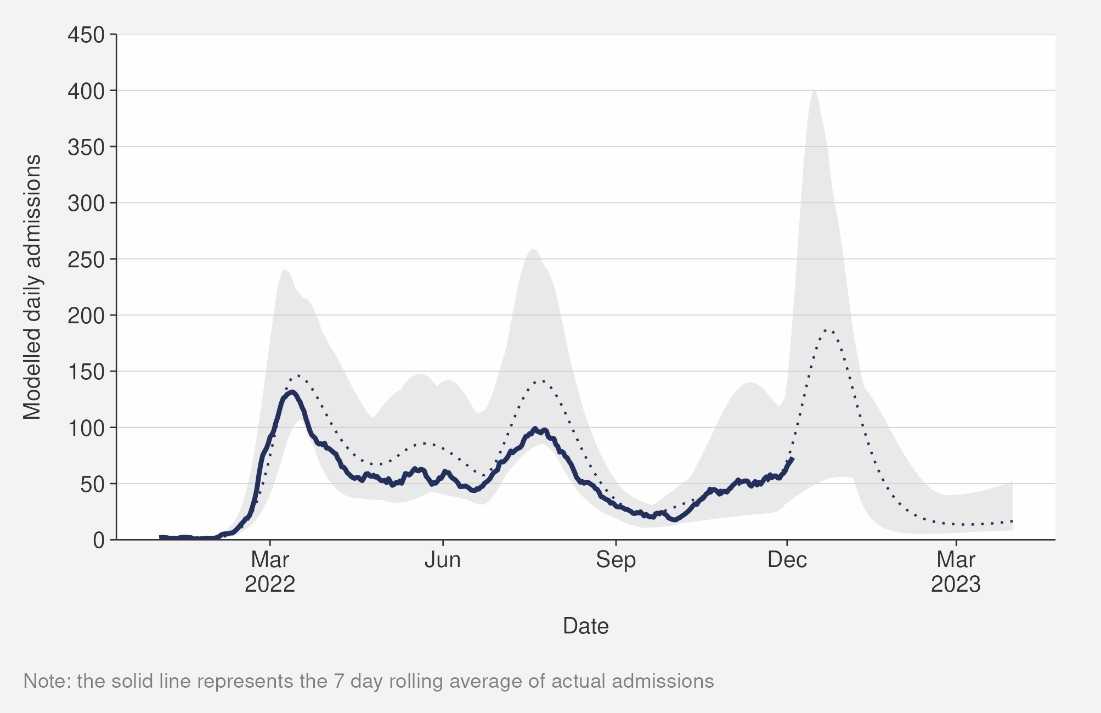 450
400
350
300
250
200
150
100
50
0
Modelled daily admissions
Mar Jun Sep Dec Mar
2022 2023
Date
Note: the solid line represents the 7 day rolling average of actual admissions